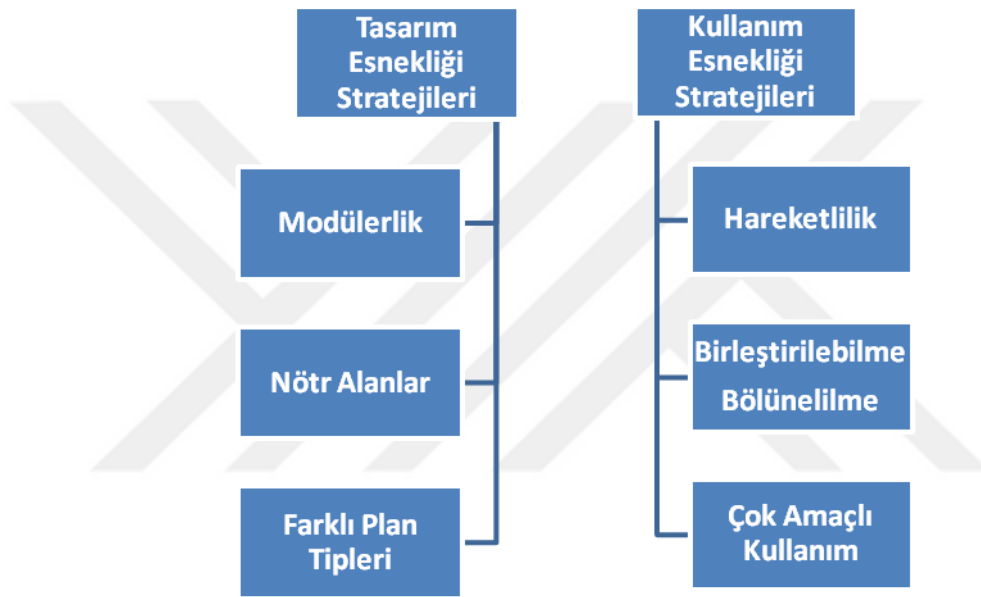 Tasarım
Esnekliği
Stratejileri
Modülerlik
Nötr Alanlar
Farklı Plan
Tipleri
Kullanım
Esnekliği
Stratejileri
Hareketlilik
Birleştirilebilme
Bölünelilme
Çok Amaçlı
Kullanım